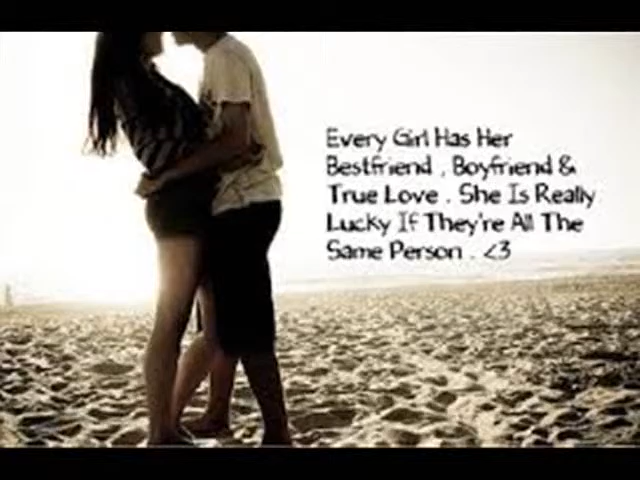 Every Girl Has Her
Bestfriend , Boyfriend &
True Love . She Is Really
Lucky If They're All The
Same Person . <3